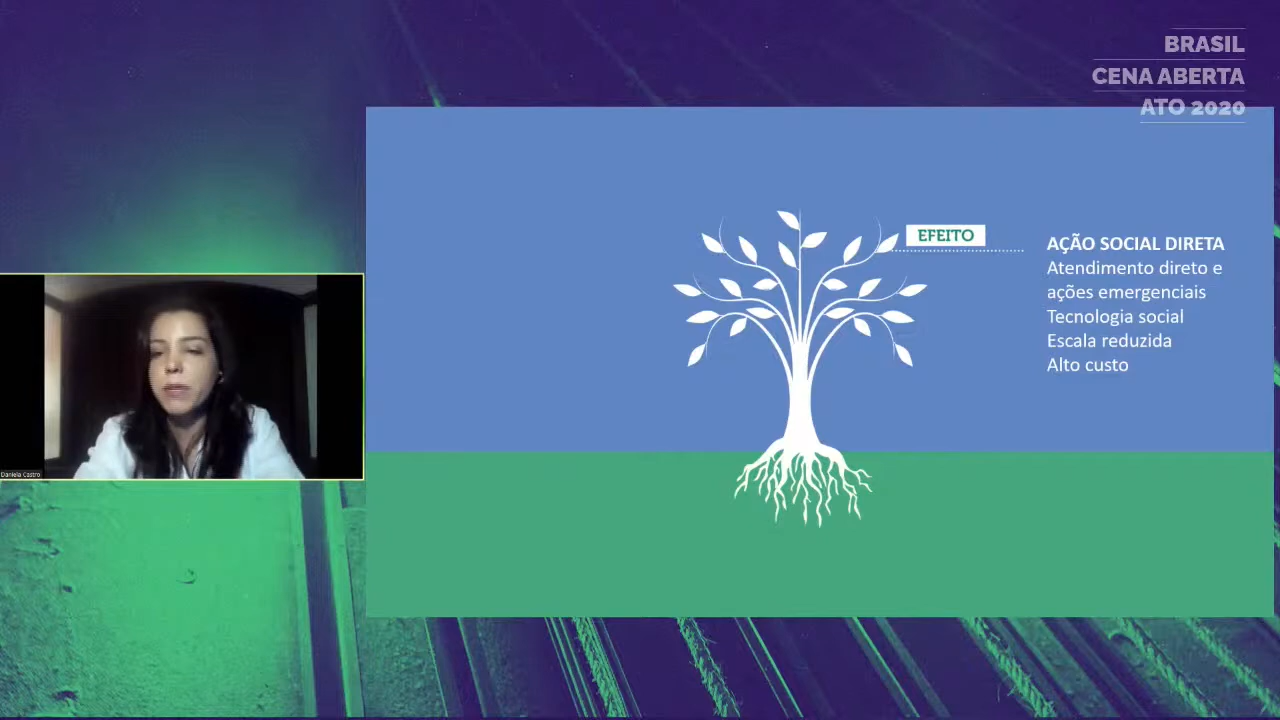 BRASIL
CENA ABERTA
ATO 2020
EFEITO
AÇÃO SOCIAL DIRETA
Atendimento direto e
ações emergenciais
Tecnologia social
Escala reduzida
Alto custo
Daniela Castro